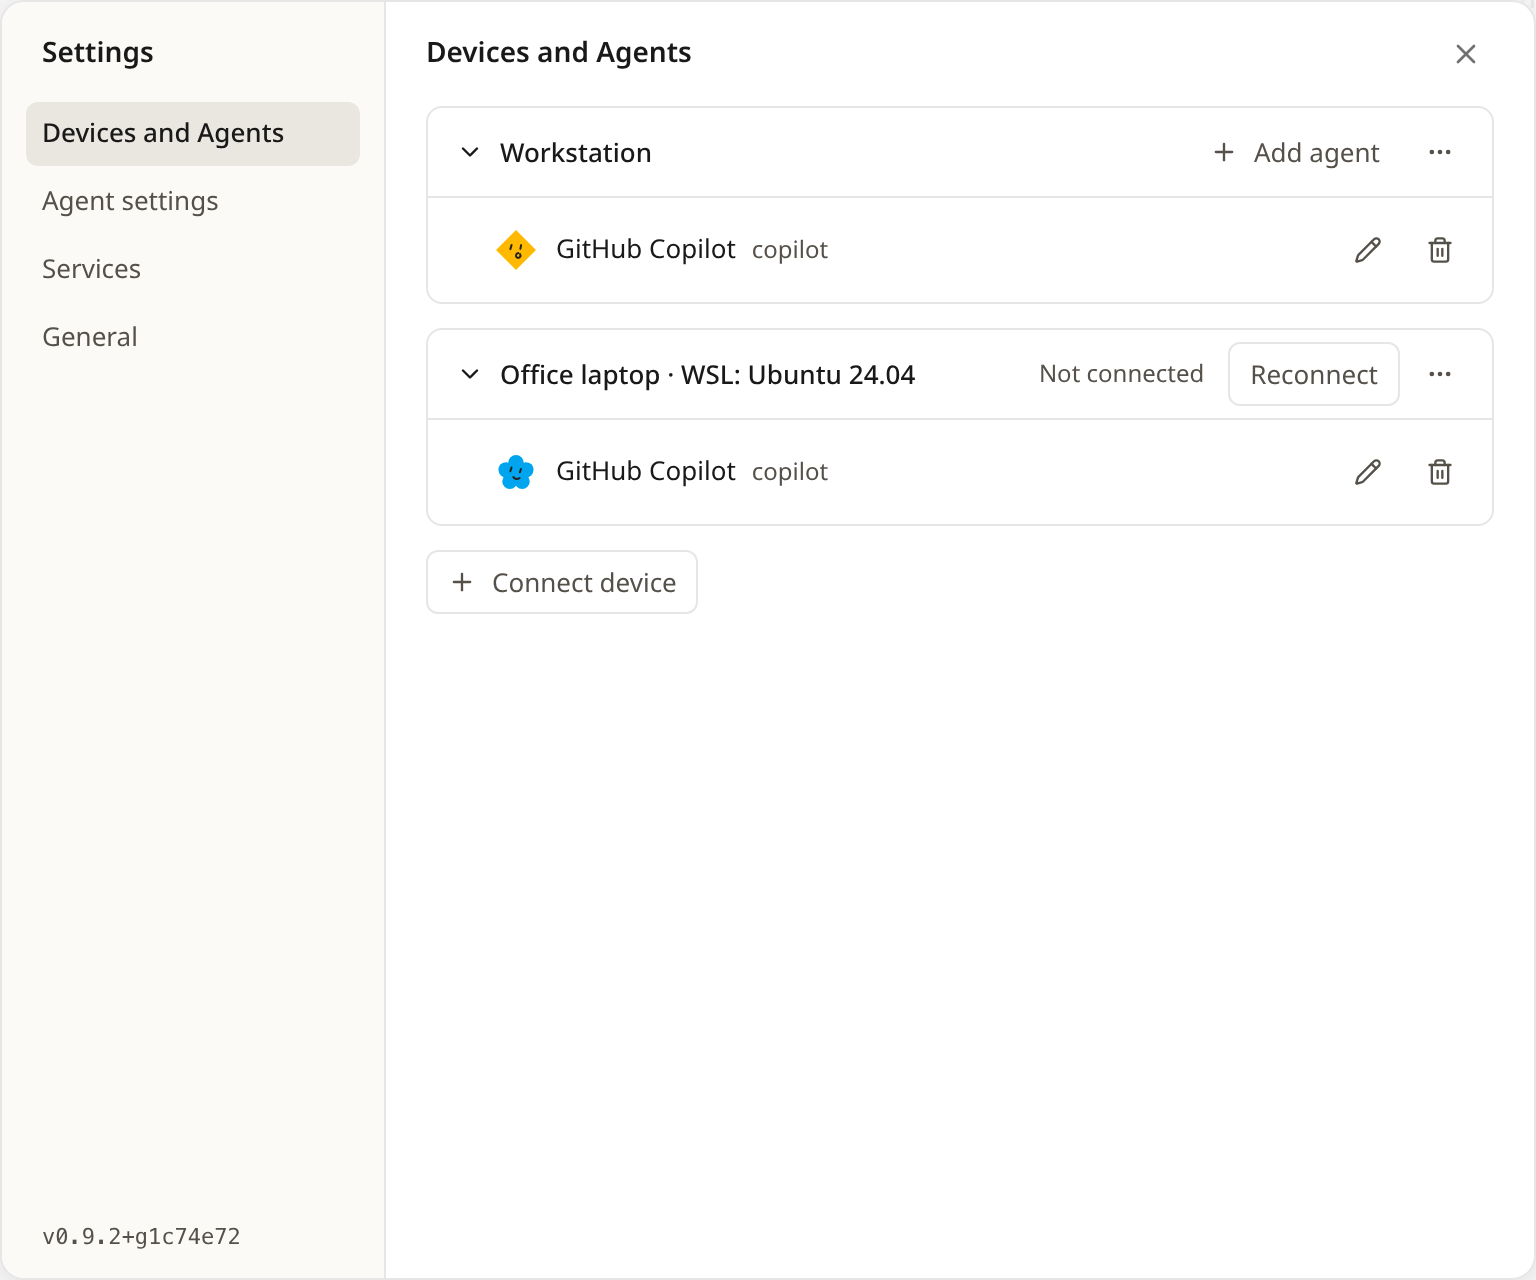 Settings
Devices and Agents
Agent settings
Services
General
v0.9.2+g1c74e72
Devices and Agents
Workstation
Add agent
GitHub Copilot copilot
Office laptop · WSL: Ubuntu 24.04
Not connected
Reconnect
GitHub Copilot copilot
Connect device